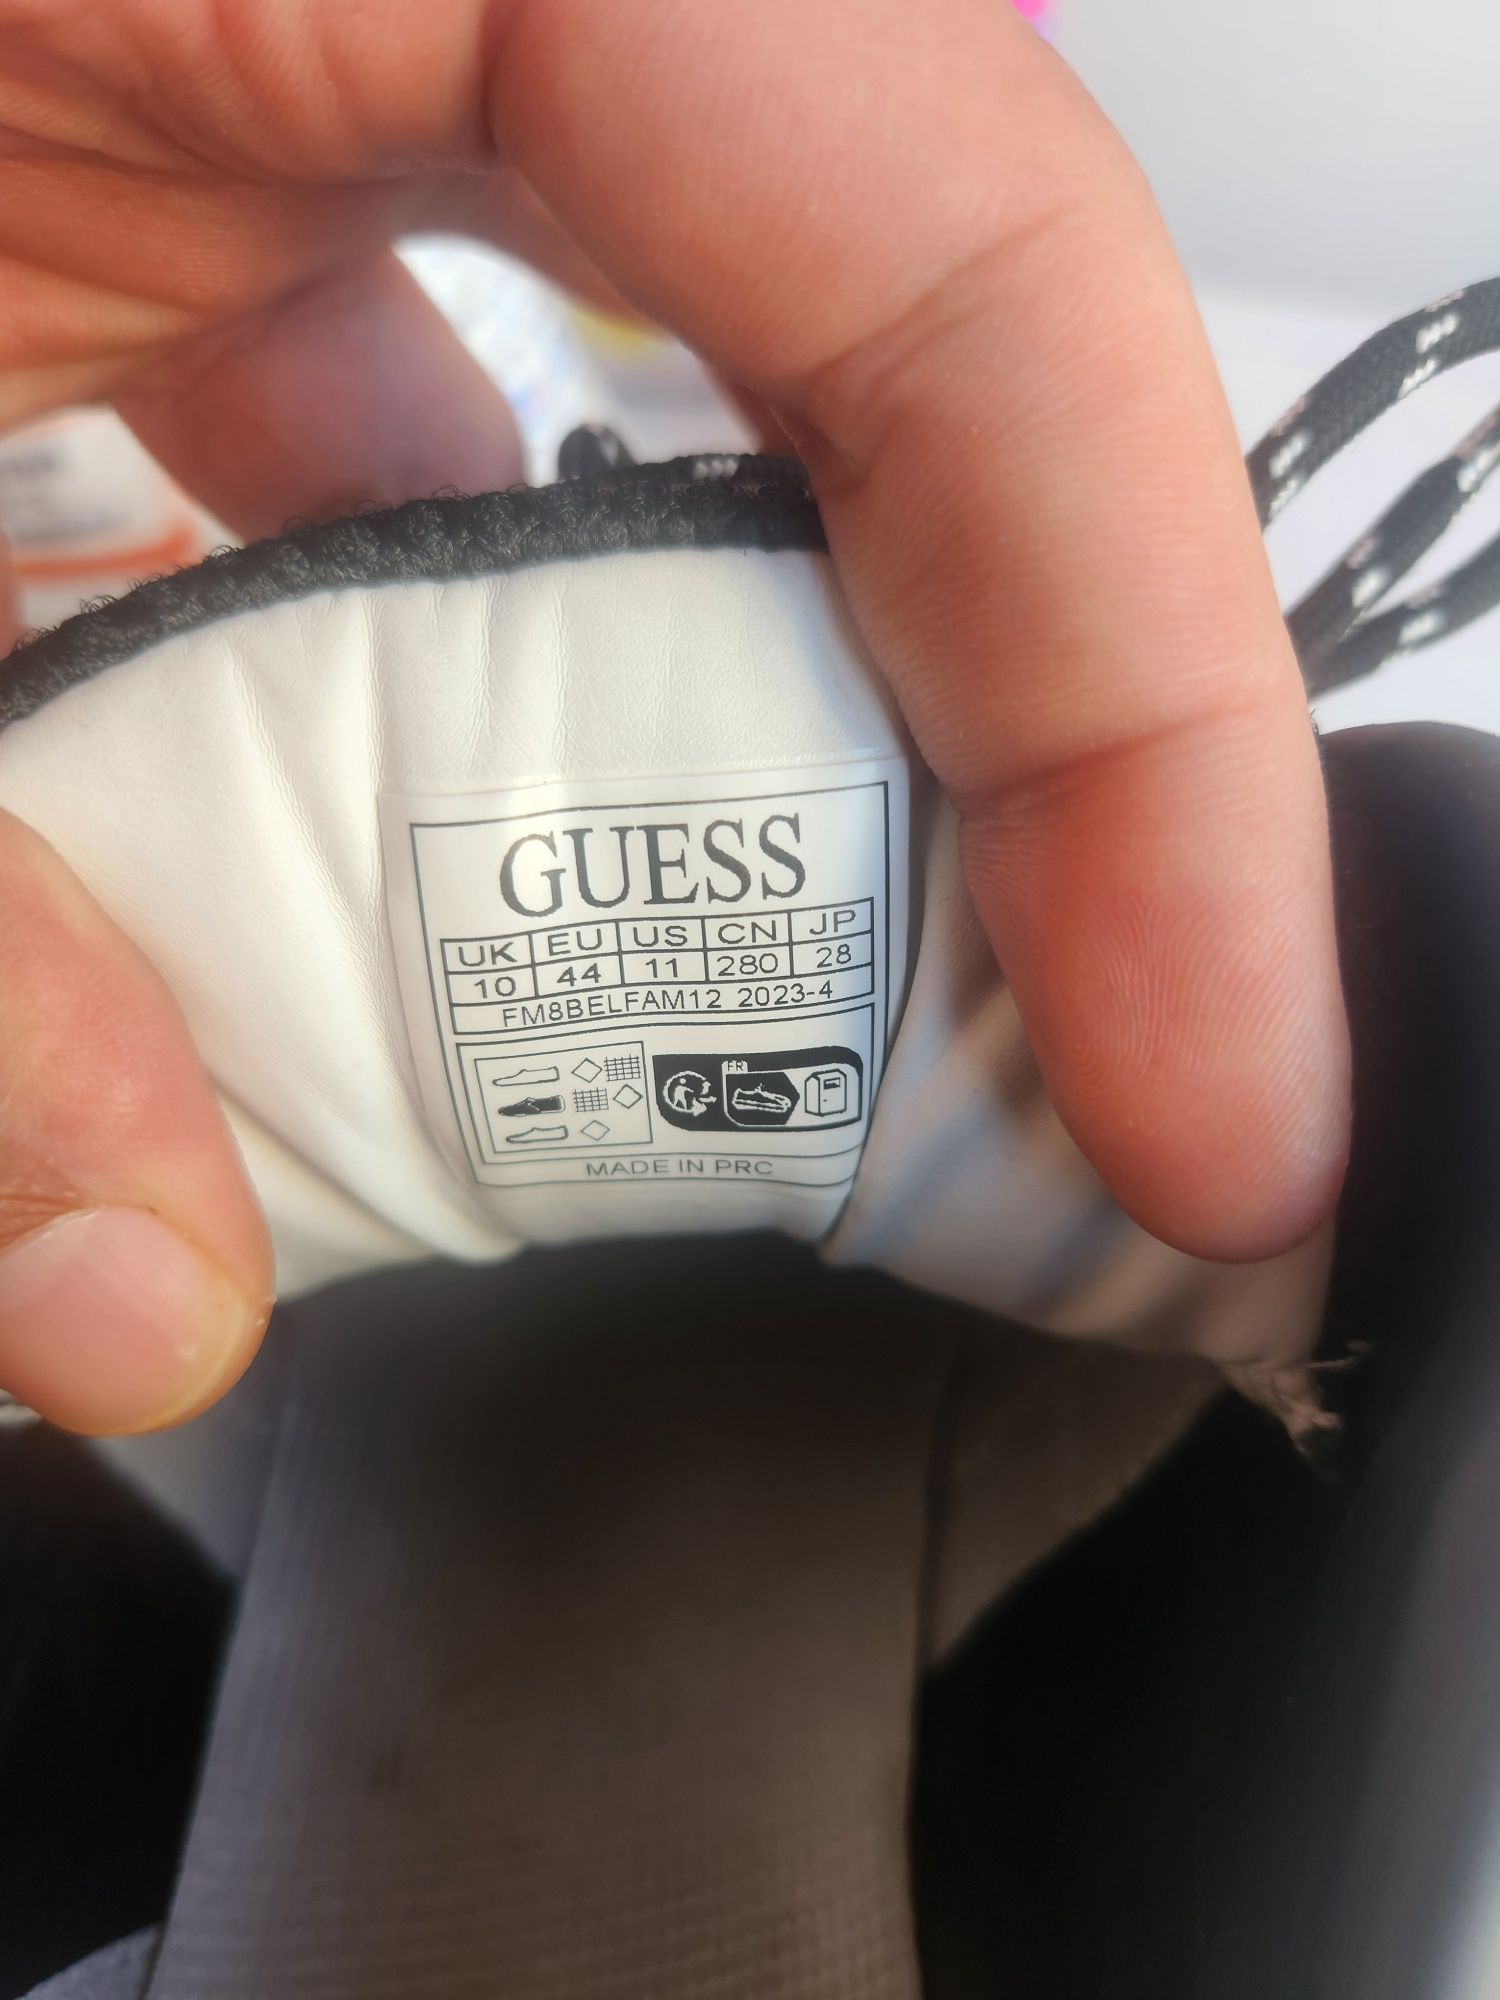 GUESS
UK EU US CN JP
10 44 11 280 28
FM8BELFAM12 2023-4
FR
MADE IN PRC